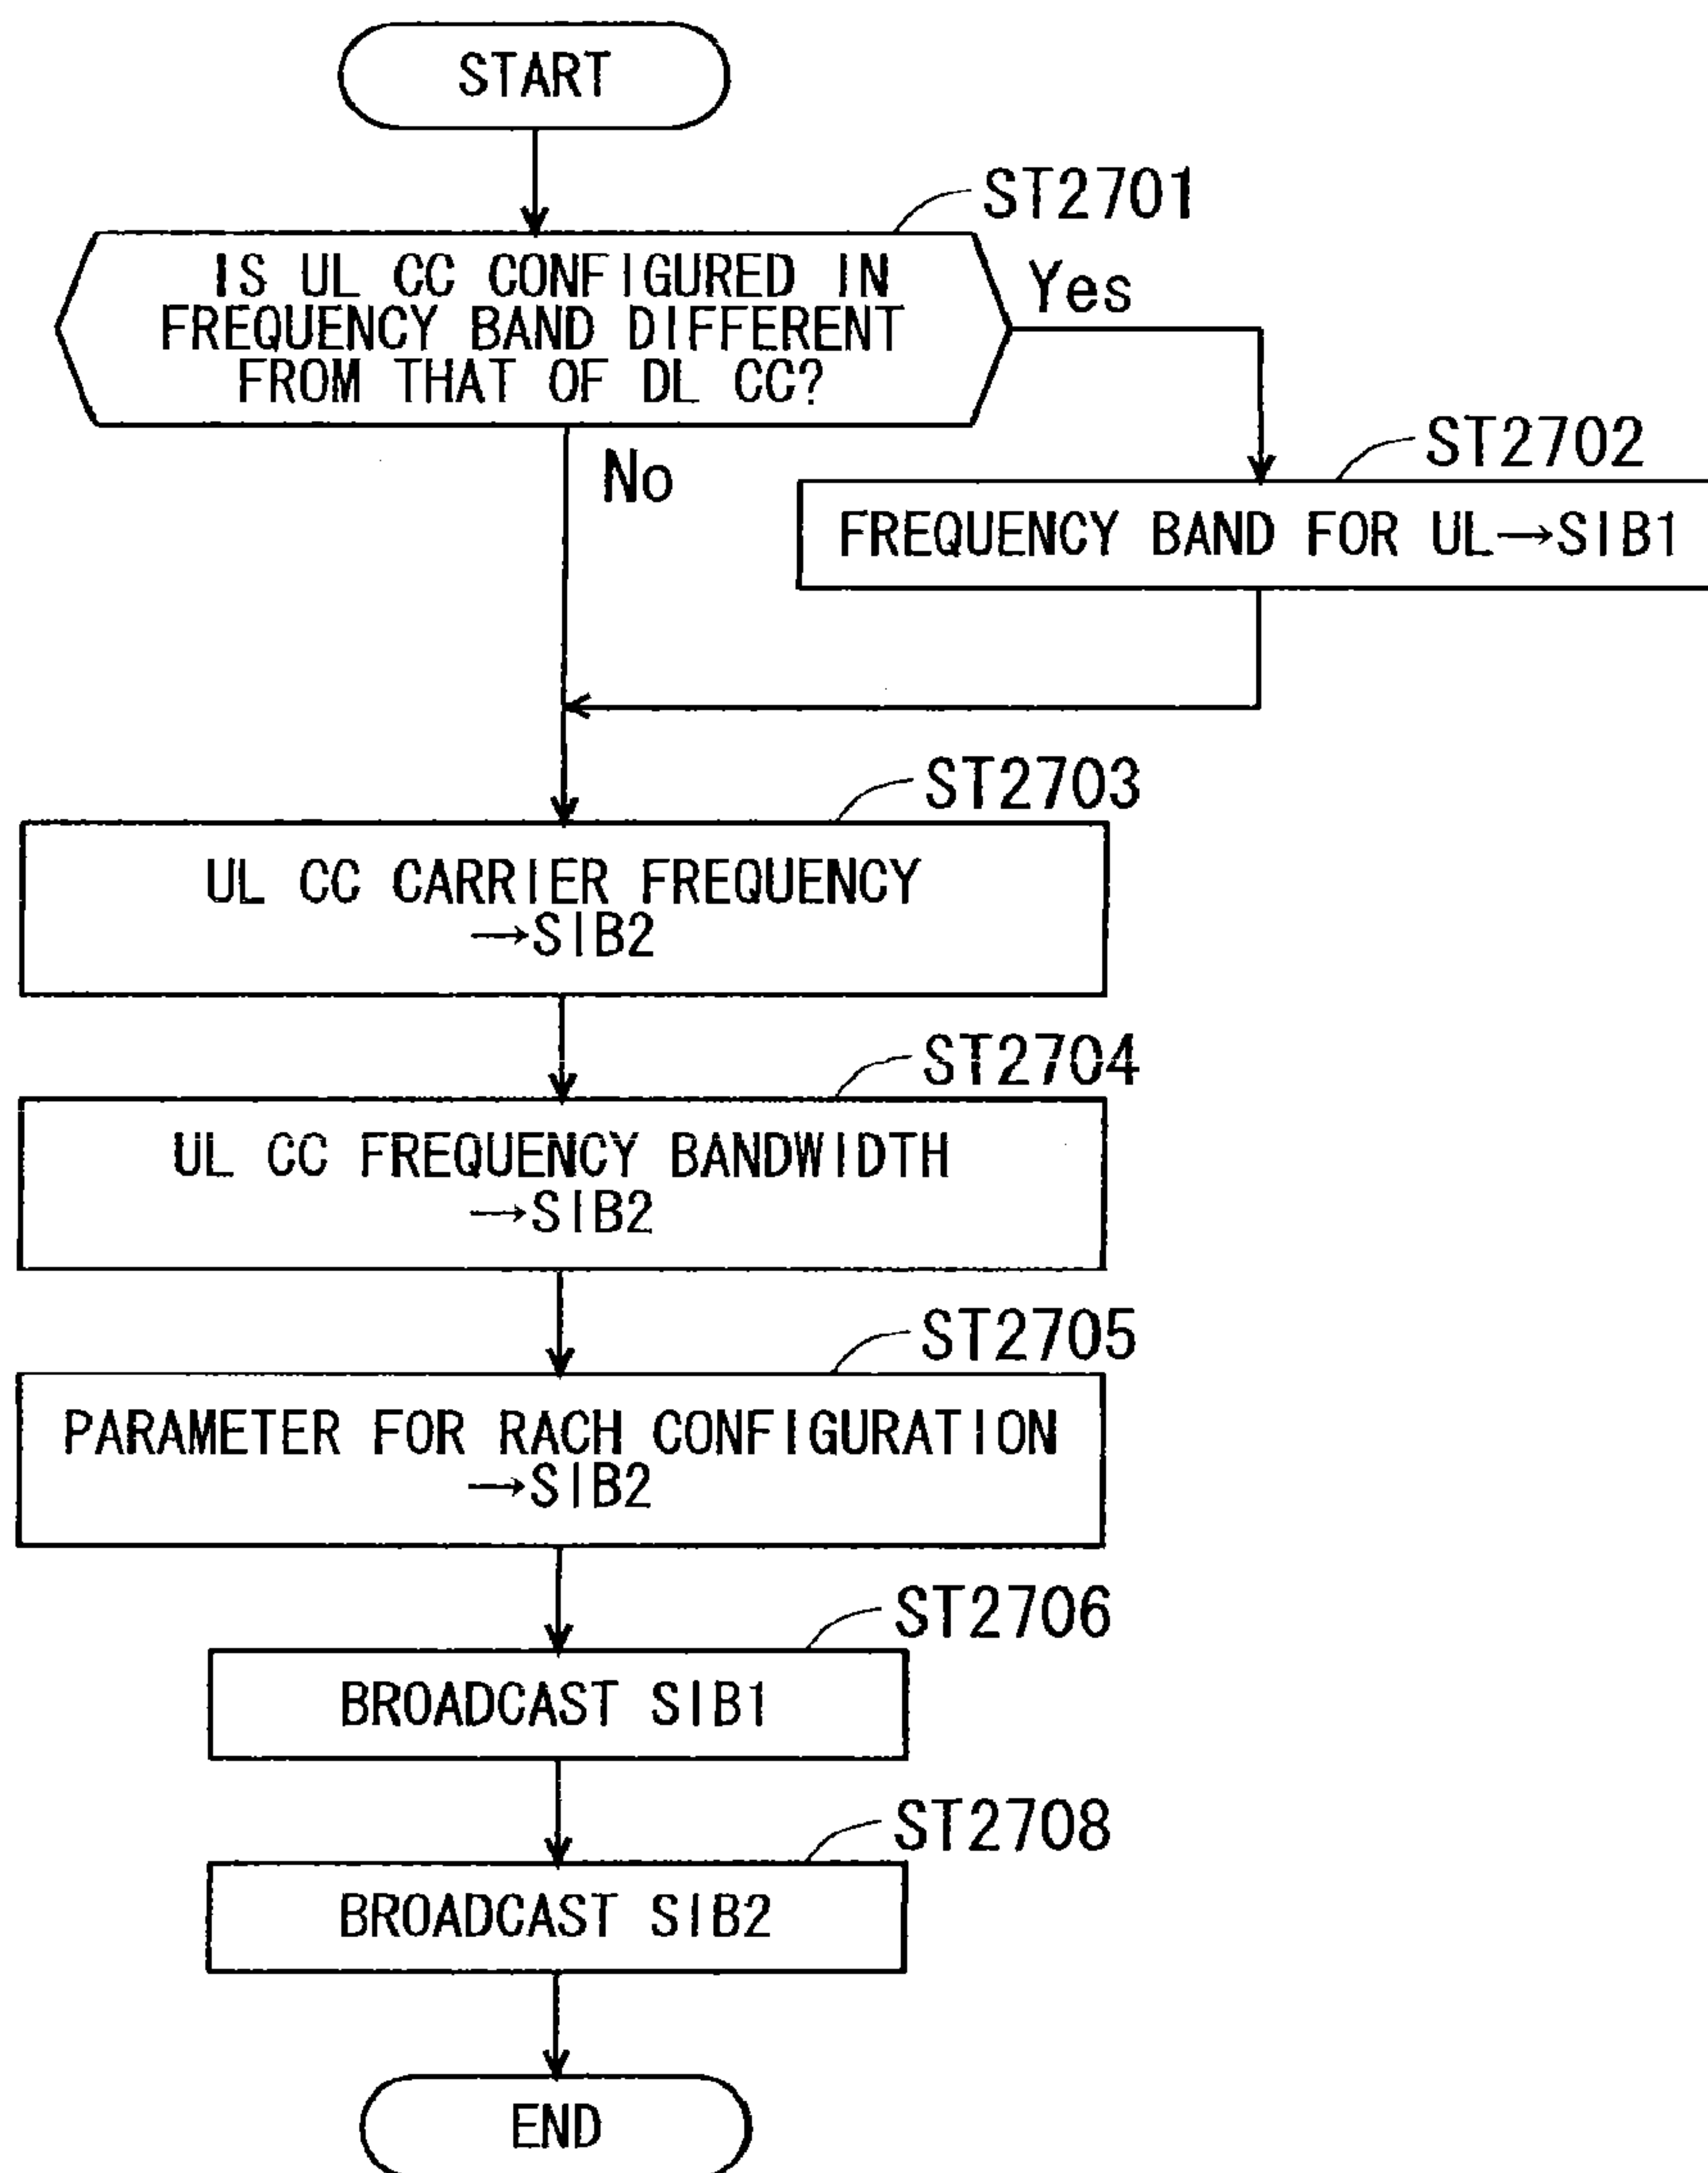 START
ST2701
IS UL CC CONFIGURED IN
FREQUENCY BAND DIFFERENT
FROM THAT OF DL CC?
Yes
No
ST2702
FREQUENCY BAND FOR UL→SIB1
ST2703
UL CC CARRIER FREQUENCY
→SIB2
ST2704
UL CC FREQUENCY BANDWIDTH
→SIB2
ST2705
PARAMETER FOR RACH CONFIGURATION
→SIB2
ST2706
BROADCAST SIB1
ST2708
BROADCAST SIB2
END